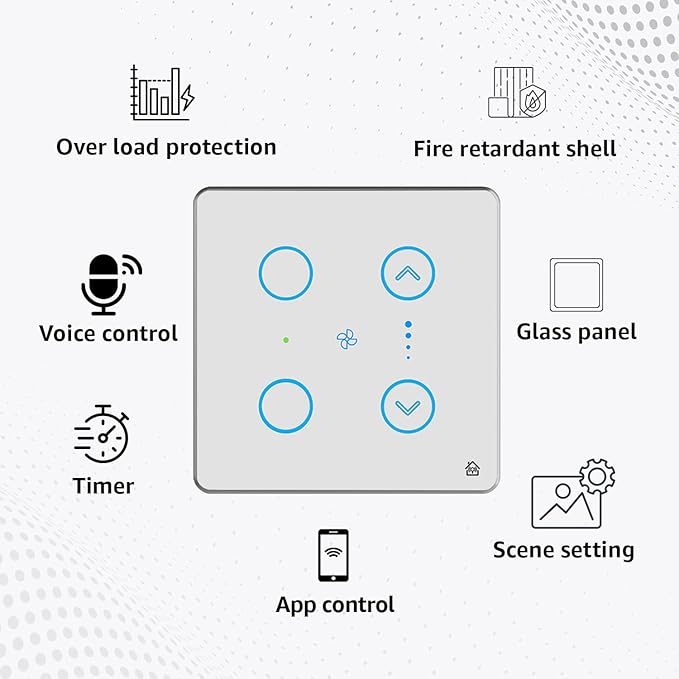 Over load protection
Fire retardant shell
Voice control
Glass panel
Timer
Scene setting
App control